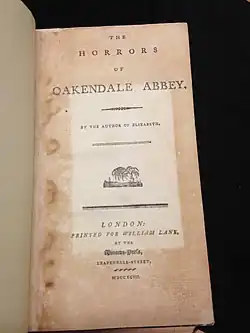 THE
HORRORS
OF
OAKENDALE ABBEY.
BY THE AUTHOR OF ELIZABETH.
LONDON:
PRINTED FOR WILLIAM LANE,
AT THE
Minerva-Press,
LEADENHALL-STREET,